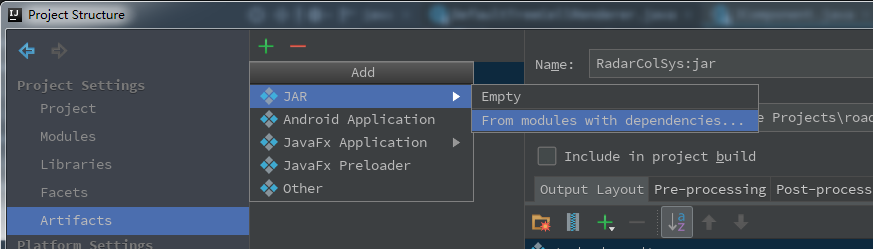 Project Structure
Add
Project Settings
Name: RadarColSys:jar
JAR
Empty
Project
Android Application
From modules with dependencies...
e Projects\road
Modules
JavaFx Application
Include in project build
Libraries
JavaFx Preloader
Facets
Other
Output Layout Pre-processing Post-process
Artifacts
Platform Settings